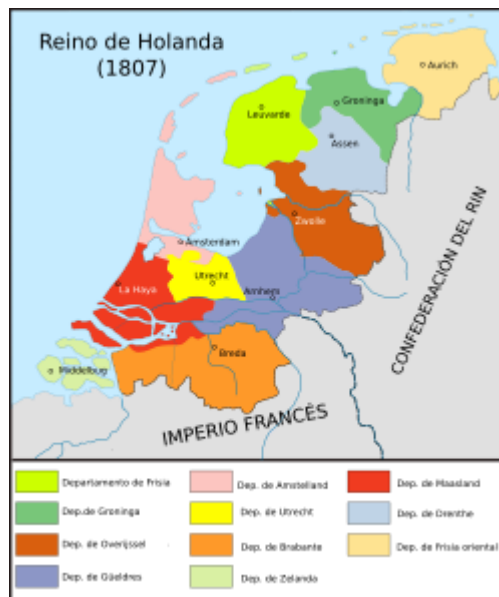 Reino de Holanda
(1807)
Aurich
Groninga
Leuvarde
Assen
Zwolle
Amsterdam
Utrecht
La Haya
Arnhem
Breda
Middelbug
CONFEDERACIÓN DEL RIN
IMPERIO FRANCÉS
Departamento de Frisia
Dep. de Amstelland
Dep. de Maasland
Dep.de Groninga
Dep. de Utrecht
Dep. de Drenthe
Dep. de Overijssel
Dep. de Brabante
Dep. de Frisia oriental
Dep. de Güeldres
Dep. de Zelanda